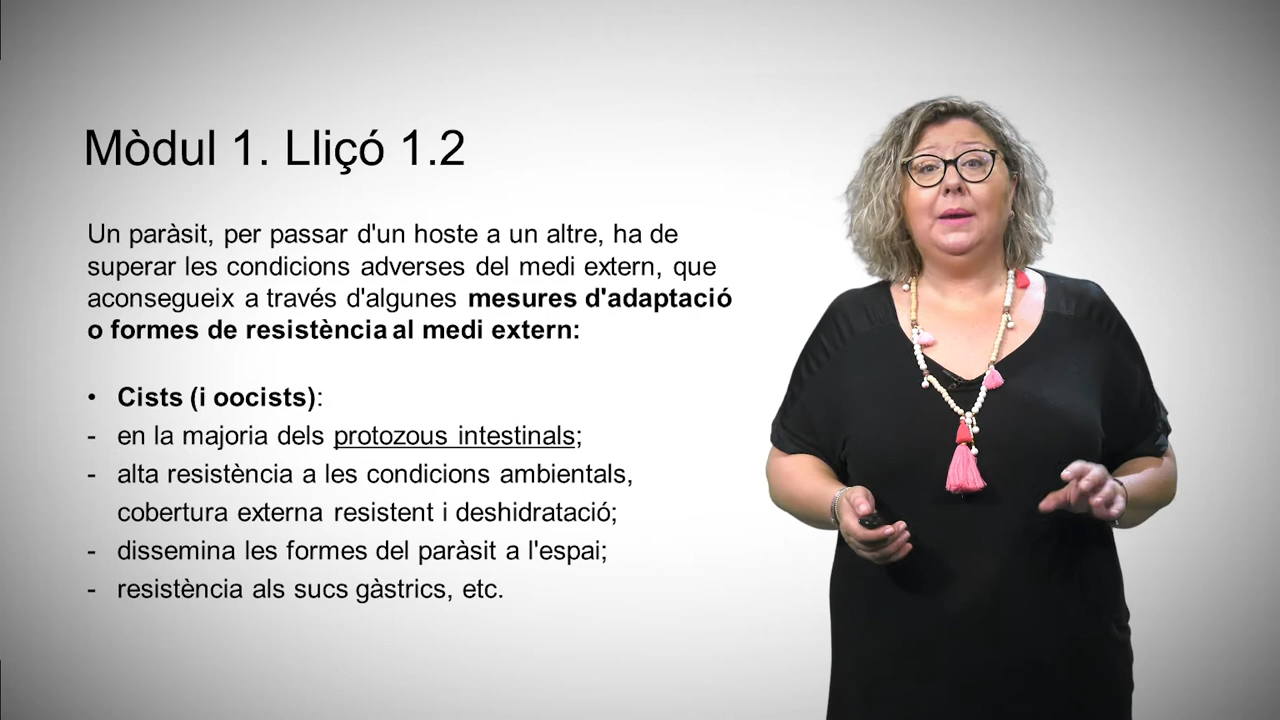 Mòdul 1. Lliçó 1.2
Un paràsit, per passar d'un hoste a un altre, ha de
superar les condicions adverses del medi extern, que
aconsegueix a través d'algunes mesures d'adaptació
o formes de resistència al medi extern:
• Cists (i oocists):
- en la majoria dels protozous intestinals;
- alta resistència a les condicions ambientals,
cobertura externa resistent i deshidratació;
- dissemina les formes del paràsit a l'espai;
- resistència als sucs gàstrics, etc.